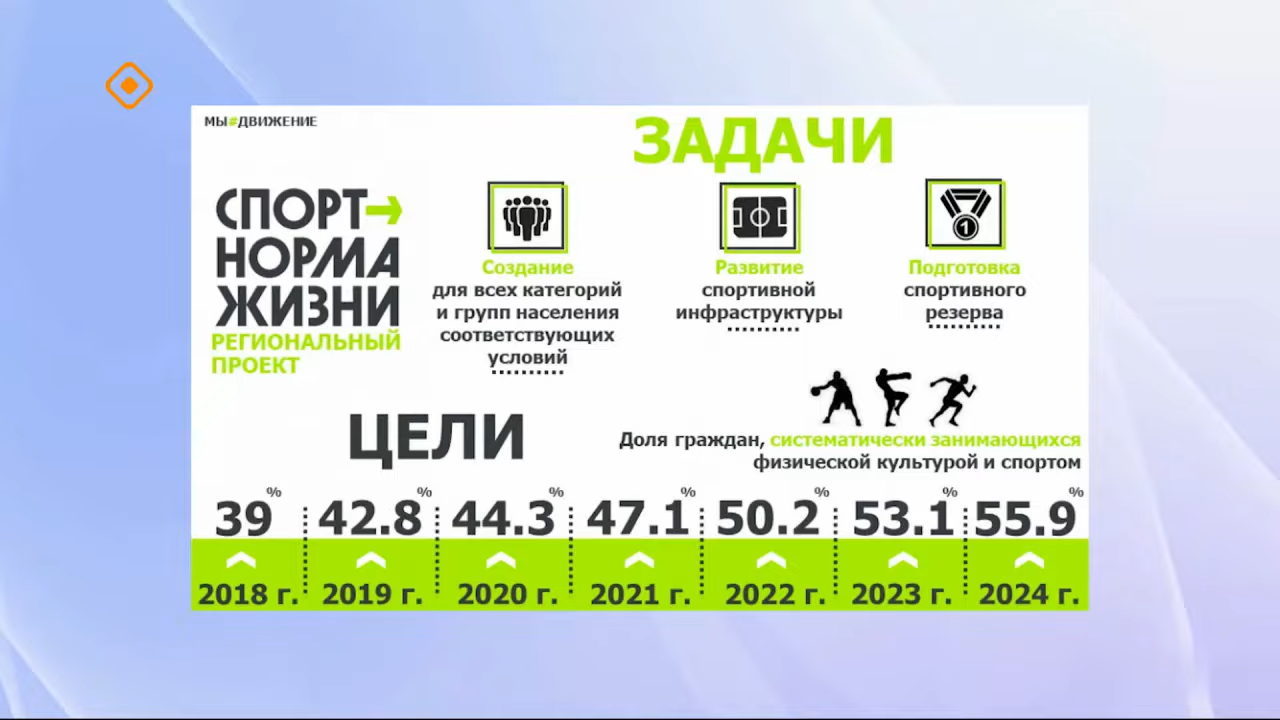 МЫ#ДВИЖЕНИЕ
СПОРТ→
НОРМА
ЖИЗНИ
РЕГИОНАЛЬНЫЙ
ПРОЕКТ
ЗАДАЧИ
Создание
для всех категорий
и групп населения
соответствующих
условий
Развитие
спортивной
инфраструктуры
1
Подготовка
спортивного
резерва
ЦЕЛИ
Доля граждан, систематически занимающихся
физической культурой и спортом
39% 42.8% 44.3% 47.1% 50.2% 53.1% 55.9%
2018 г. 2019 г. 2020 г. 2021 г. 2022 г. 2023 г. 2024 г.